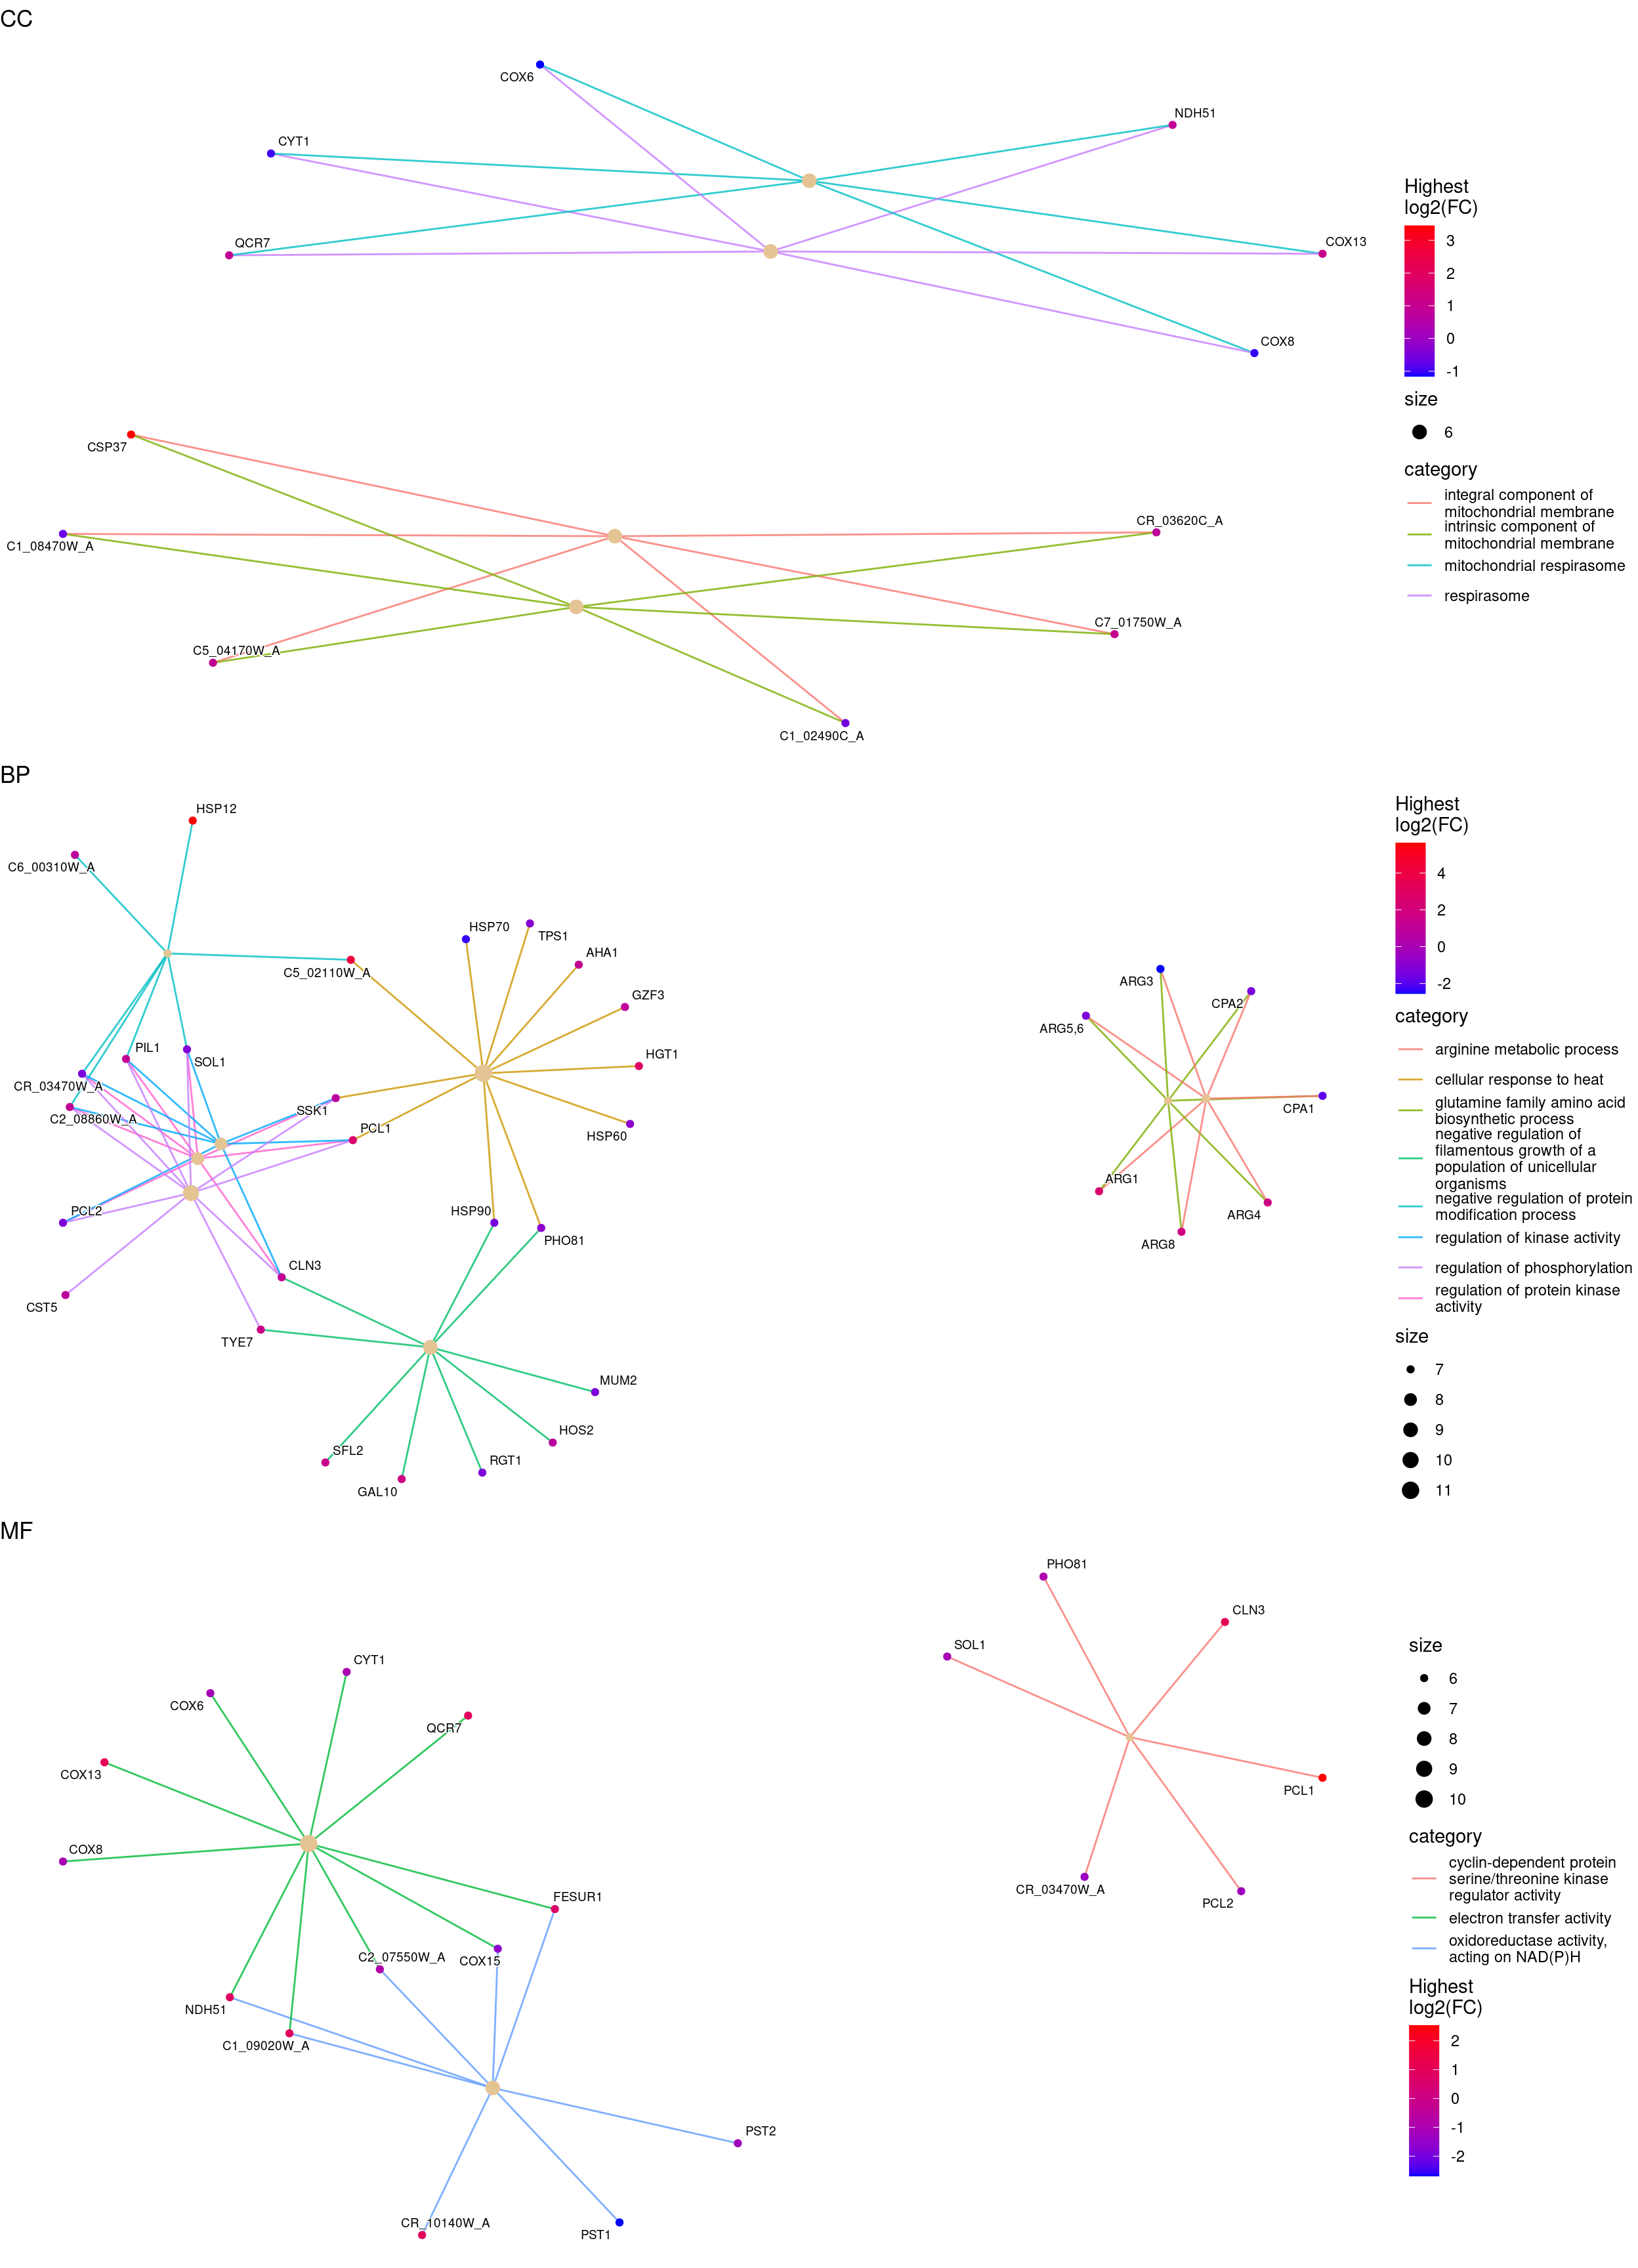 CC
COX6
NDH51
CYT1
QCR7
COX13
COX8
CSP37
C1_08470W_A
CR_03620C_A
C7_01750W_A
C5_04170W_A
C1_02490C_A
Highest
log2(FC)
3
2
1
0
-1
size
6
category
integral component of
mitochondrial membrane
intrinsic component of
mitochondrial membrane
mitochondrial respirasome
respirasome
BP
HSP12
C6_00310W_A
HSP70
TPS1
AHA1
C5_02110W_A
GZF3
HGT1
PIL1
SOL1
CR_03470W_A
C2_08860W_A
SSK1
PCL1
HSP60
PCL2
HSP90
PHO81
CLN3
CST5
TYE7
MUM2
HOS2
SFL2
RGT1
GAL10
ARG3
CPA2
ARG5,6
CPA1
ARG1
ARG4
ARG8
Highest
log2(FC)
4
2
0
-2
category
arginine metabolic process
cellular response to heat
glutamine family amino acid
biosynthetic process
negative regulation of
filamentous growth of a
population of unicellular
organisms
negative regulation of protein
modification process
regulation of kinase activity
regulation of phosphorylation
regulation of protein kinase
activity
size
7
8
9
10
11
MF
PHO81
CLN3
SOL1
PCL1
CR_03470W_A
PCL2
CYT1
COX6
QCR7
COX13
COX8
FESUR1
C2_07550W_A
COX15
NDH51
C1_09020W_A
PST2
CR_10140W_A
PST1
size
6
7
8
9
10
category
cyclin-dependent protein
serine/threonine kinase
regulator activity
electron transfer activity
oxidoreductase activity,
acting on NAD(P)H
Highest
log2(FC)
2
1
0
-1
-2